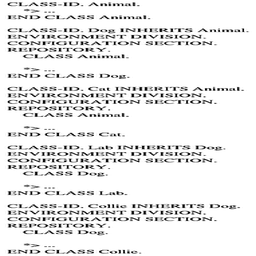 CLASS-ID. Animal.
*> ...
END CLASS Animal.
CLASS-ID. Dog INHERITS Animal.
ENVIRONMENT DIVISION.
CONFIGURATION SECTION.
REPOSITORY.
CLASS Animal.
*> ...
END CLASS Dog.
CLASS-ID. Cat INHERITS Animal.
ENVIRONMENT DIVISION.
CONFIGURATION SECTION.
REPOSITORY.
CLASS Animal.
*> ...
END CLASS Cat.
CLASS-ID. Lab INHERITS Dog.
ENVIRONMENT DIVISION.
CONFIGURATION SECTION.
REPOSITORY.
CLASS Dog.
*> ...
END CLASS Lab.
CLASS-ID. Collie INHERITS Dog.
ENVIRONMENT DIVISION.
CONFIGURATION SECTION.
REPOSITORY.
CLASS Dog.
*> ...
END CLASS Collie.